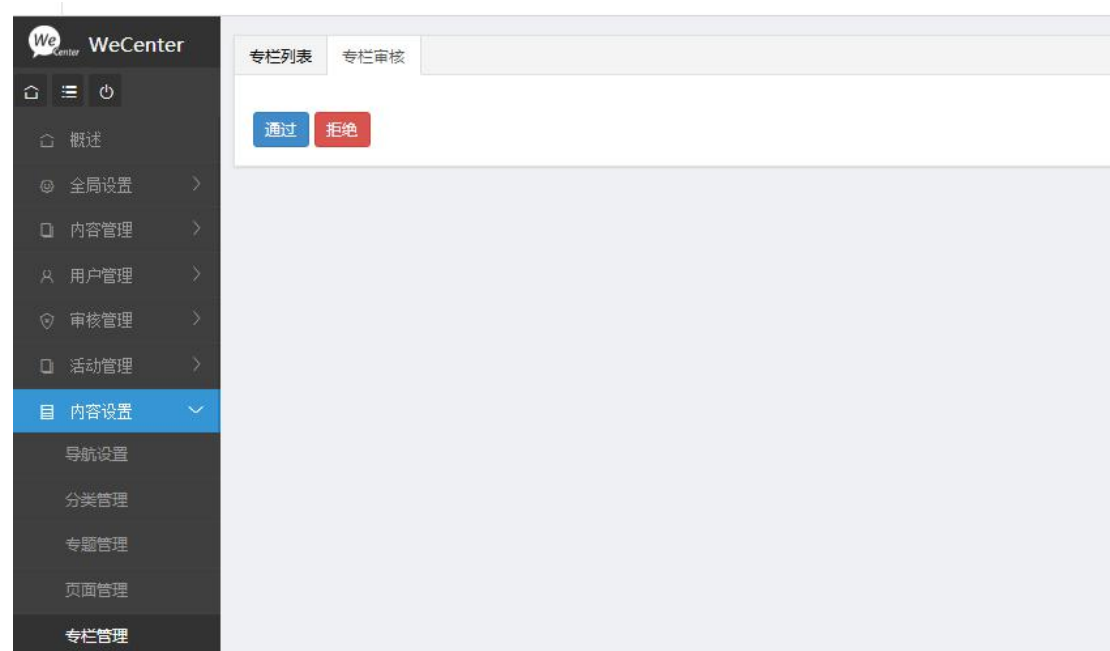 WeCenter WeCenter
专栏列表 专栏审核
通过 拒绝
概述
全局设置
内容管理
用户管理
审核管理
活动管理
内容设置
导航设置
分类管理
专题管理
页面管理
专栏管理